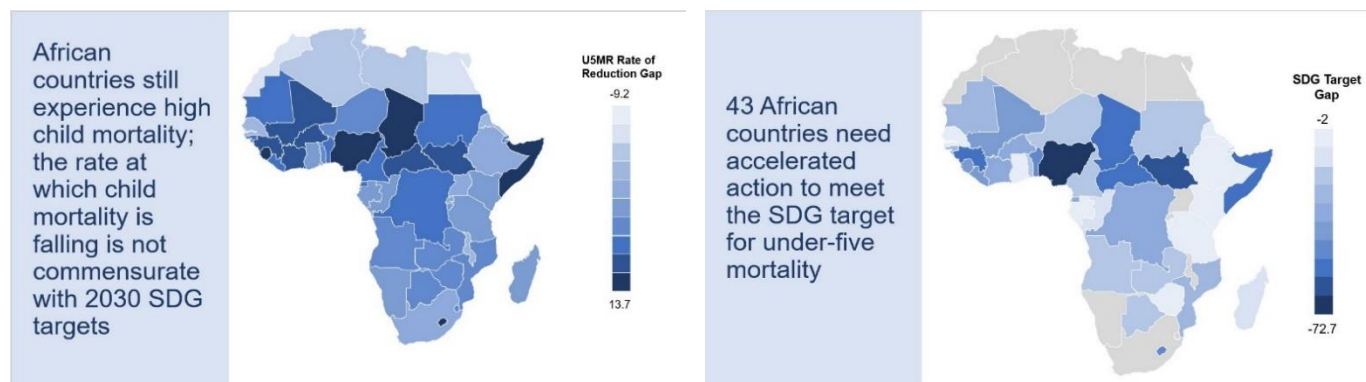 African
countries still
experience high
child mortality;
the rate at
which child
mortality is
falling is not
commensurate
with 2030 SDG
targets
U5MR Rate of
Reduction Gap
-9.2
13.7
43 African
countries need
accelerated
action to meet
the SDG target
for under-five
mortality
SDG Target
Gap
-2
-72.7